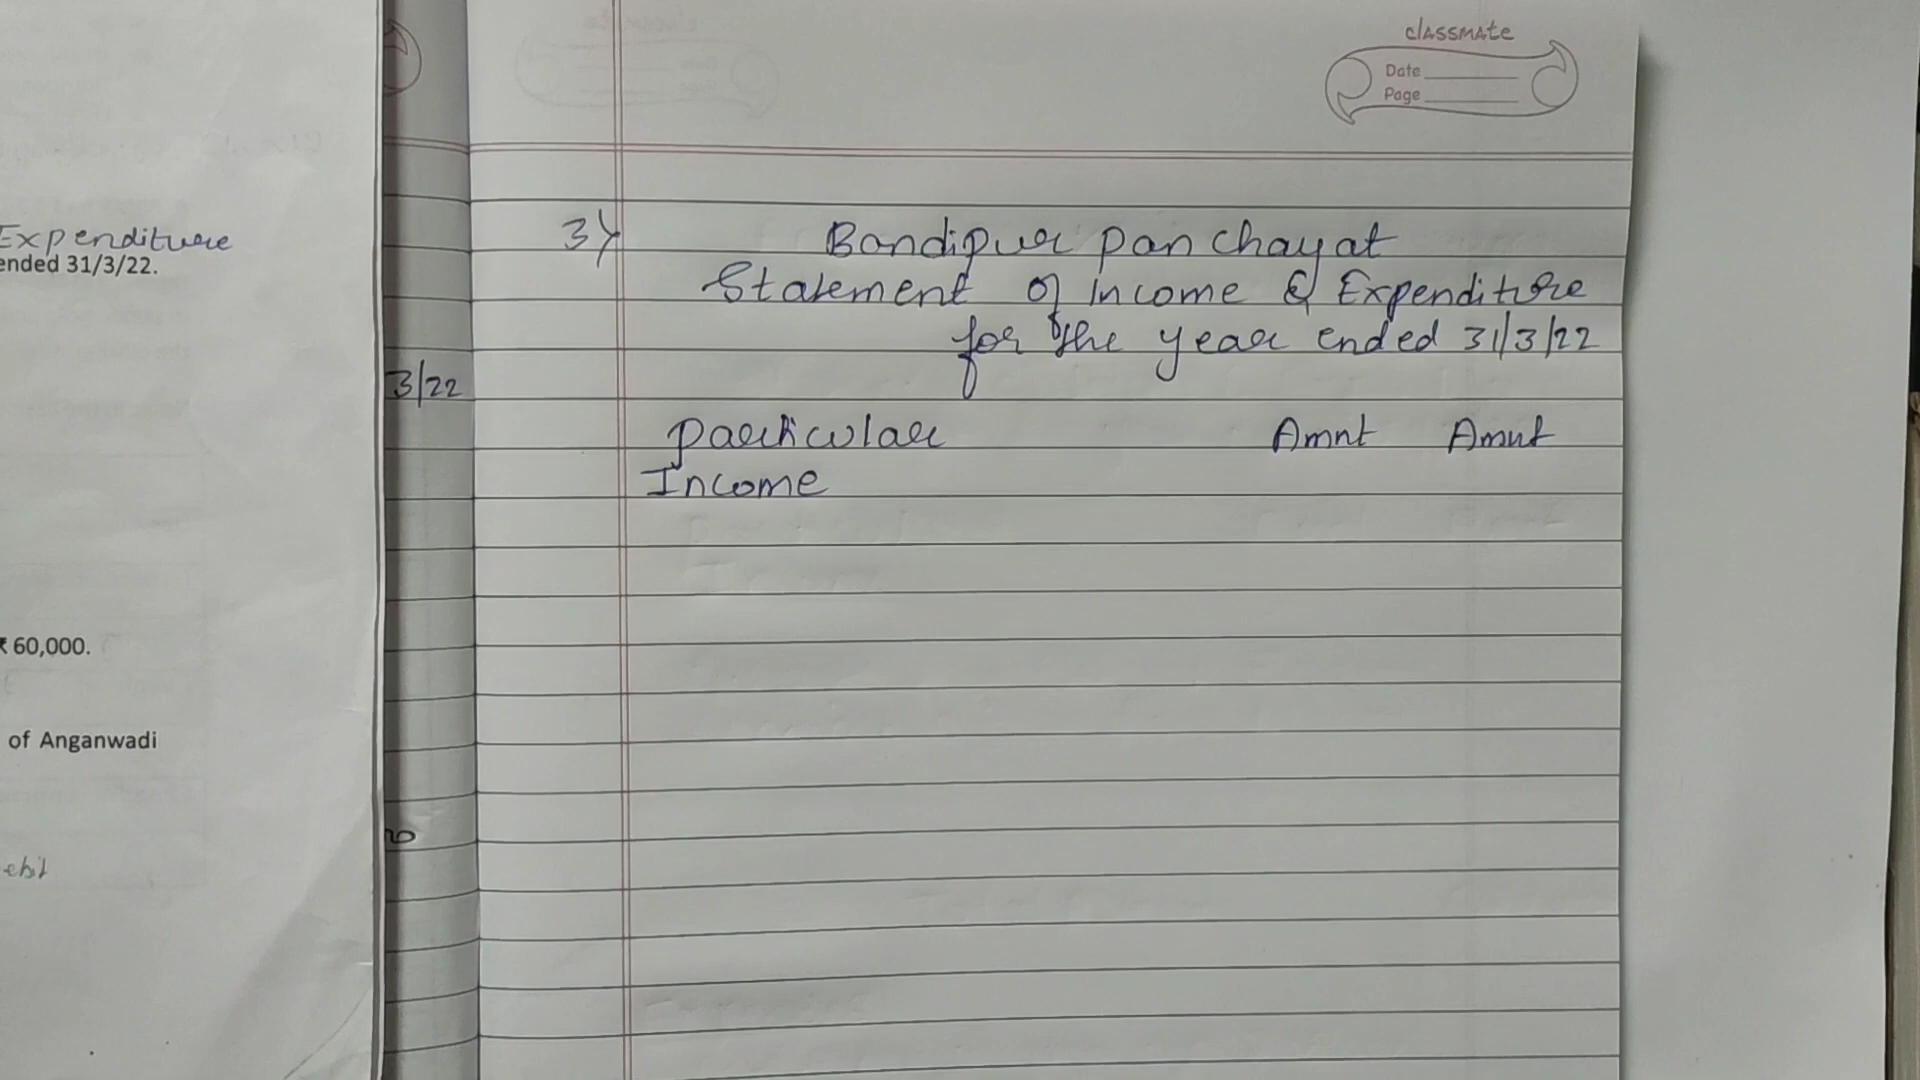 Expenditure
ended 31/3/22.
₹ 60,000.
of Anganwadi
3/22
classmate
Date
Page
3)
Bandipur Panchayat
Statement of Income & Expenditure
for the year ended 31/3/22
Particular Amnt Amnt
Income